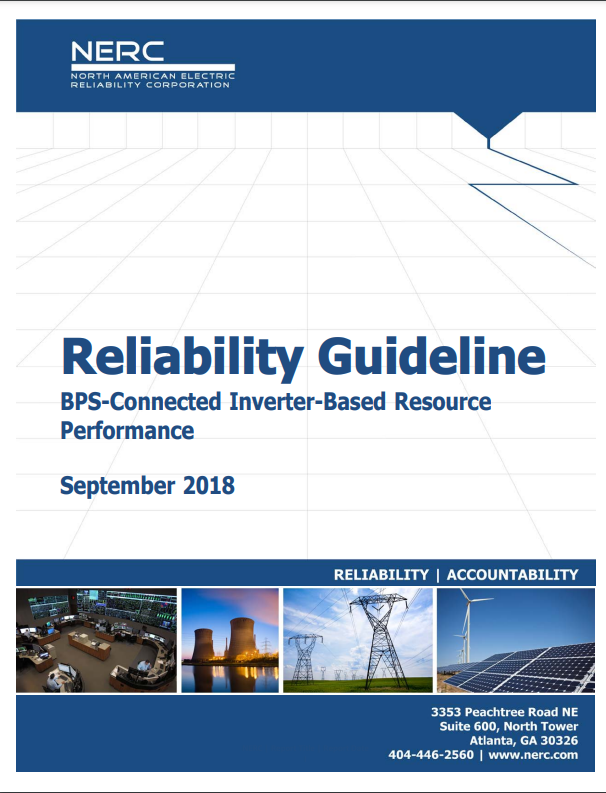 NERC
NORTH AMERICAN ELECTRIC
RELIABILITY CORPORATION
Reliability Guideline
BPS-Connected Inverter-Based Resource
Performance
September 2018
RELIABILITY | ACCOUNTABILITY
3353 Peachtree Road NE
Suite 600, North Tower
Atlanta, GA 30326
404-446-2560 | www.nerc.com